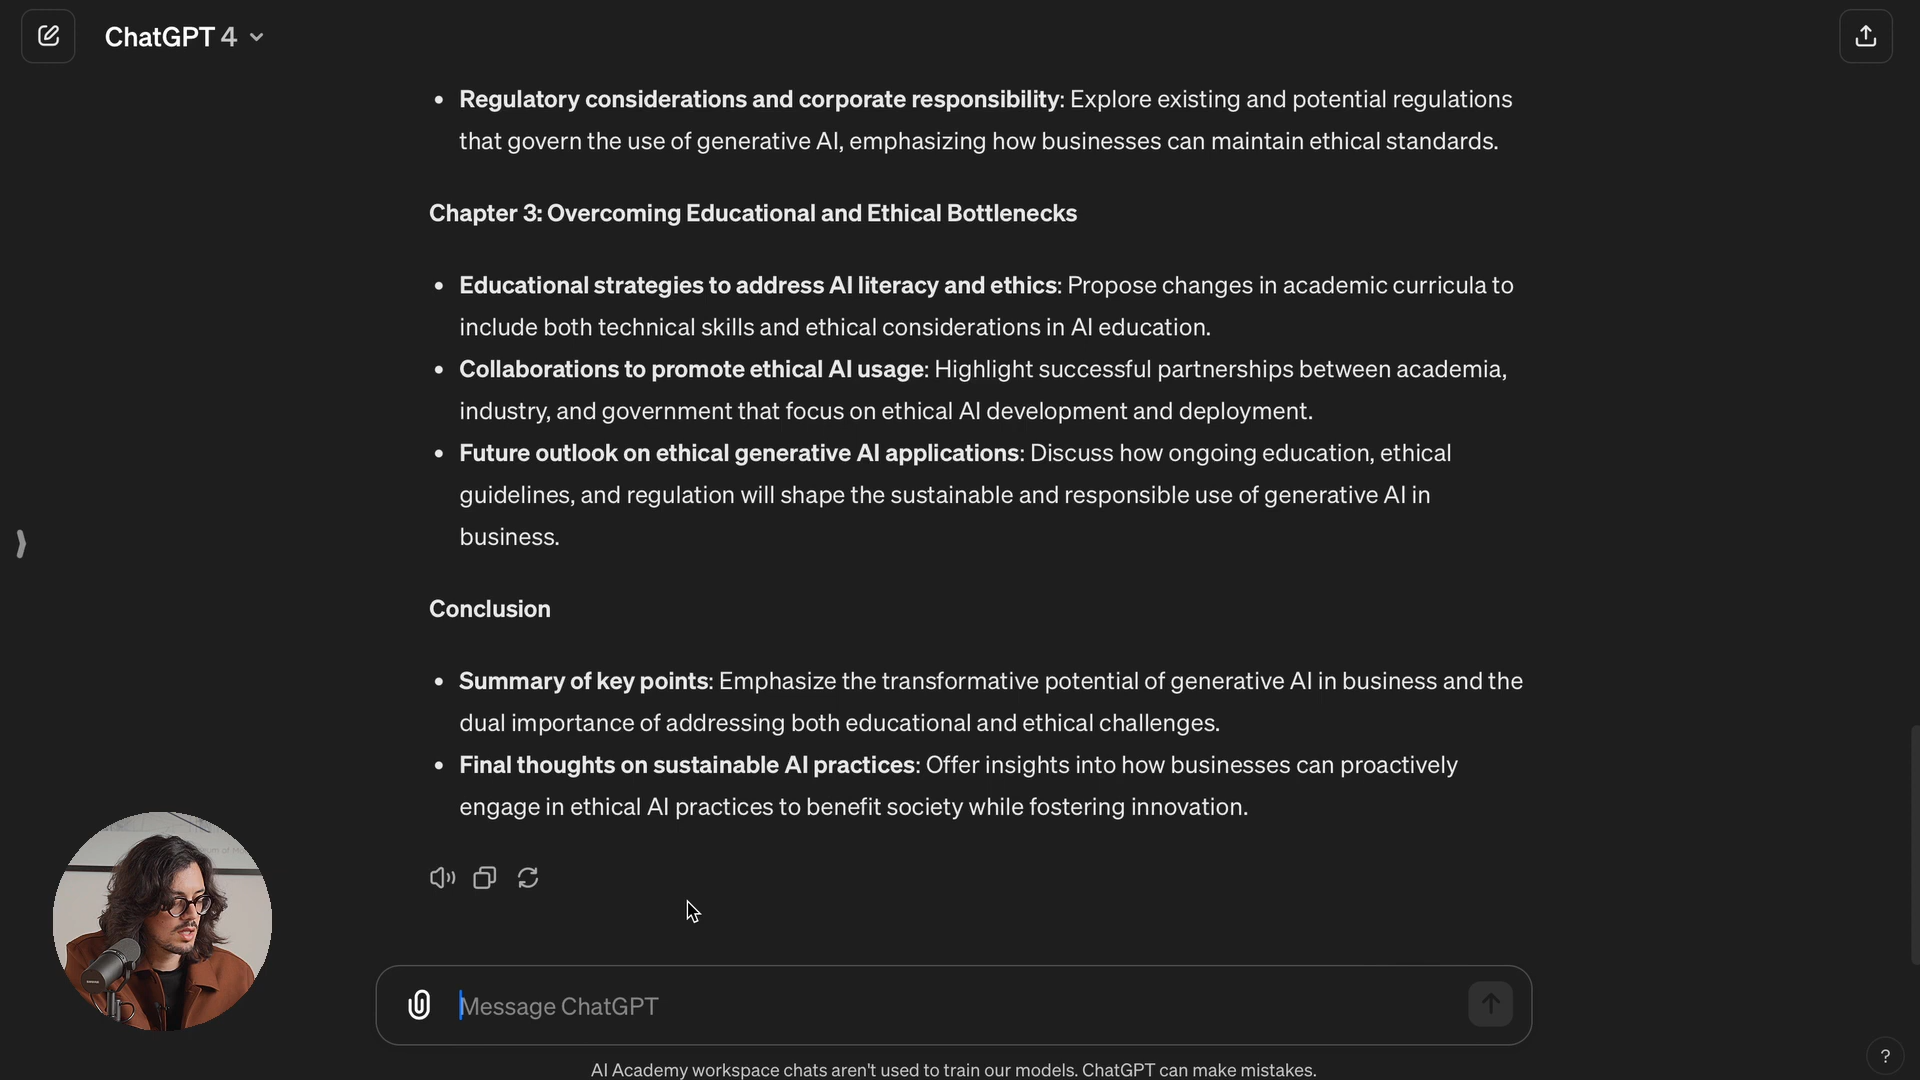 ChatGPT 4
• Regulatory considerations and corporate responsibility: Explore existing and potential regulations
that govern the use of generative AI, emphasizing how businesses can maintain ethical standards.
Chapter 3: Overcoming Educational and Ethical Bottlenecks
• Educational strategies to address AI literacy and ethics: Propose changes in academic curricula to
include both technical skills and ethical considerations in AI education.
• Collaborations to promote ethical AI usage: Highlight successful partnerships between academia,
industry, and government that focus on ethical AI development and deployment.
• Future outlook on ethical generative AI applications: Discuss how ongoing education, ethical
guidelines, and regulation will shape the sustainable and responsible use of generative AI in
business.
Conclusion
• Summary of key points: Emphasize the transformative potential of generative AI in business and the
dual importance of addressing both educational and ethical challenges.
• Final thoughts on sustainable AI practices: Offer insights into how businesses can proactively
engage in ethical AI practices to benefit society while fostering innovation.
Message ChatGPT
AI Academy workspace chats aren't used to train our models. ChatGPT can make mistakes.
?